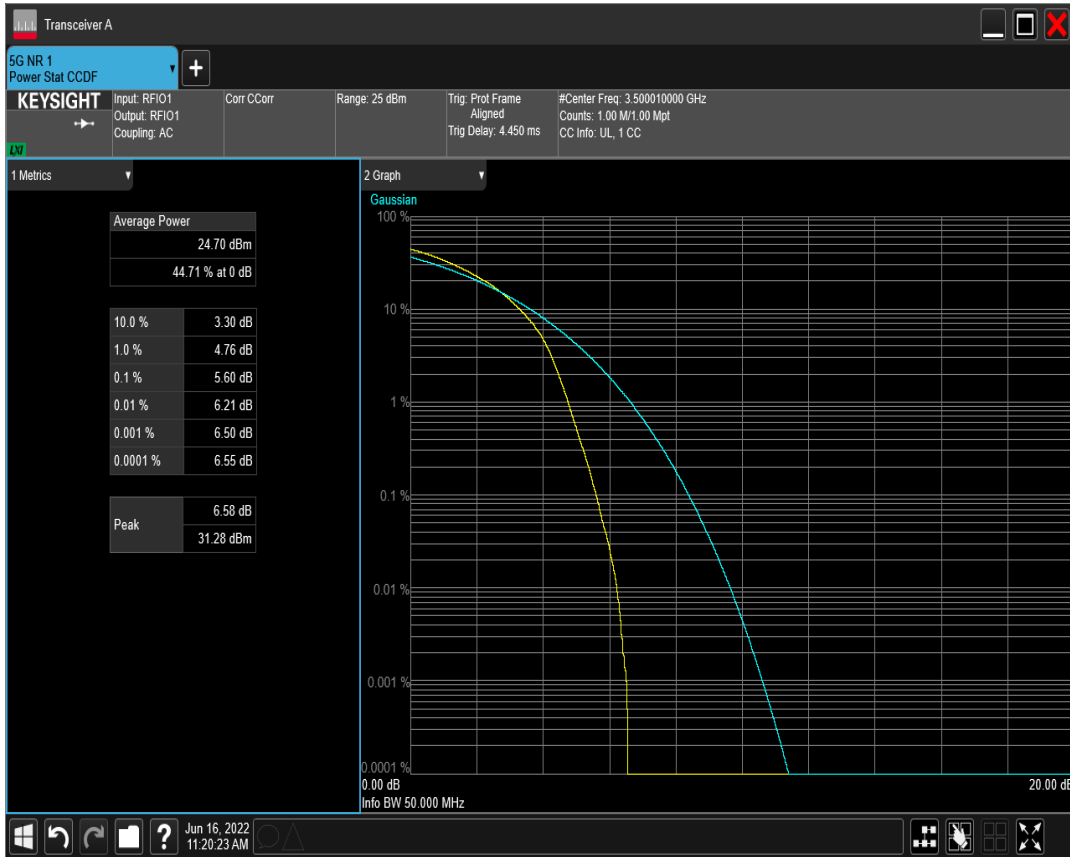 Transceiver A
5G NR 1
Power Stat CCDF
KEYSIGHT
LXI
Input: RFIO1
Output: RFIO1
Coupling: AC
Corr CCorr
Range: 25 dBm
Trig: Prot Frame
Aligned
Trig Delay: 4.450 ms
#Center Freq: 3.500010000 GHz
Counts: 1.00 M/1.00 Mpt
CC Info: UL, 1 CC
1 Metrics
Average Power
24.70 dBm
44.71 % at 0 dB
10.0 % 3.30 dB
1.0 % 4.76 dB
0.1 % 5.60 dB
0.01 % 6.21 dB
0.001 % 6.50 dB
0.0001 % 6.55 dB
Peak 6.58 dB
31.28 dBm
2 Graph
Gaussian
100 %
10 %
1 %
0.1 %
0.01 %
0.001 %
0.0001 %
0.00 dB 20.00 dB
Info BW 50.000 MHz
? Jun 16, 2022
11:20:23 AM